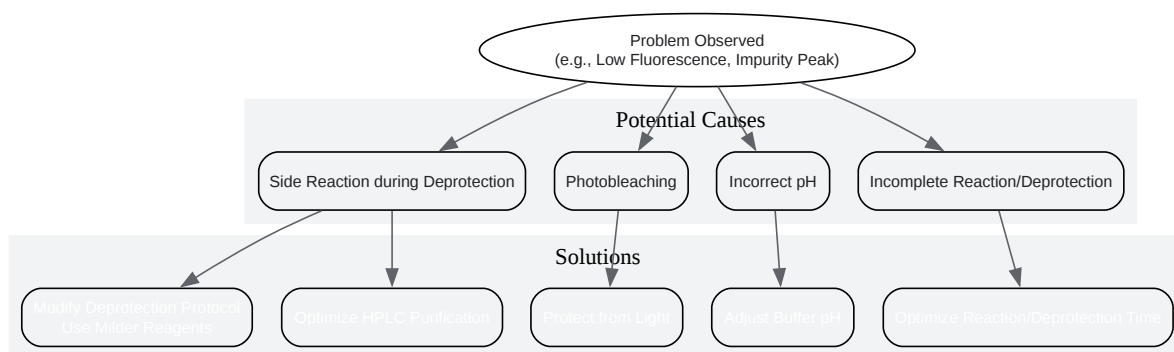 Problem Observed
(e.g., Low Fluorescence, Impurity Peak)
Potential Causes
Side Reaction during Deprotection
Photobleaching
Incorrect pH
Incomplete Reaction/Deprotection
Solutions
Modify Deprotection Protocol
Use Milder Reagents
Optimize HPLC Purification
Protect from Light
Adjust Buffer pH
Optimize Reaction/Deprotection Time